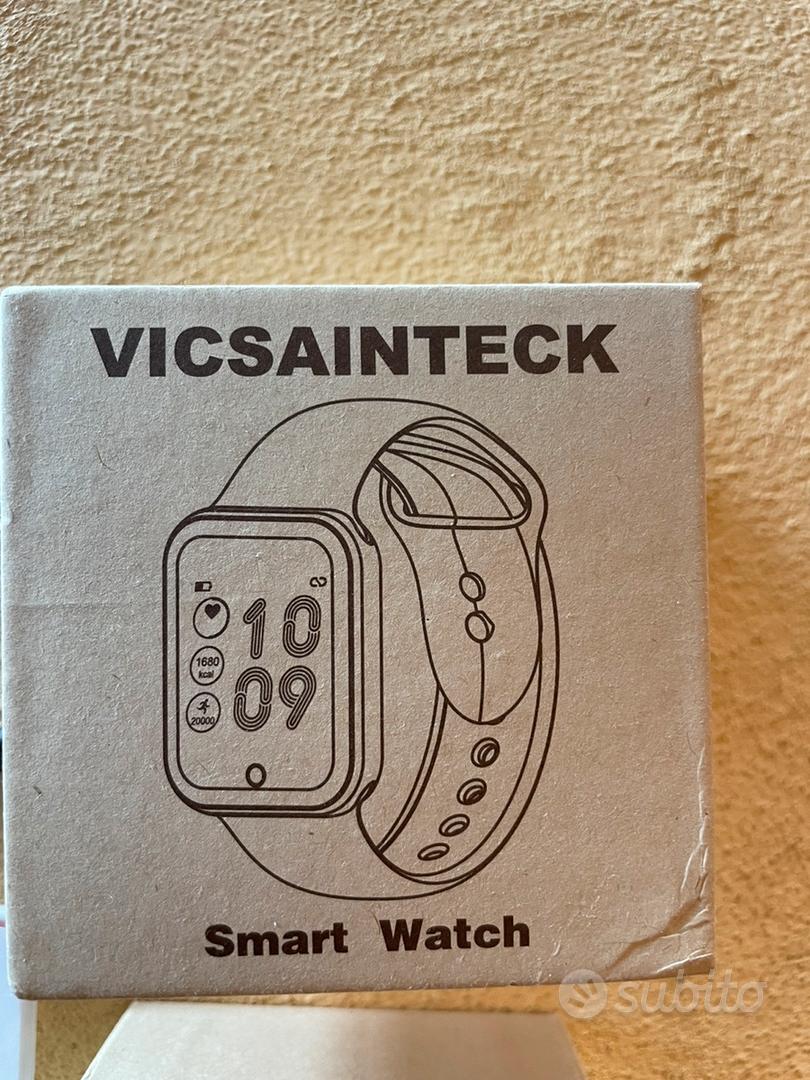 VICSAINTECK
10
1680
kcal
09
20000
Smart Watch
subito